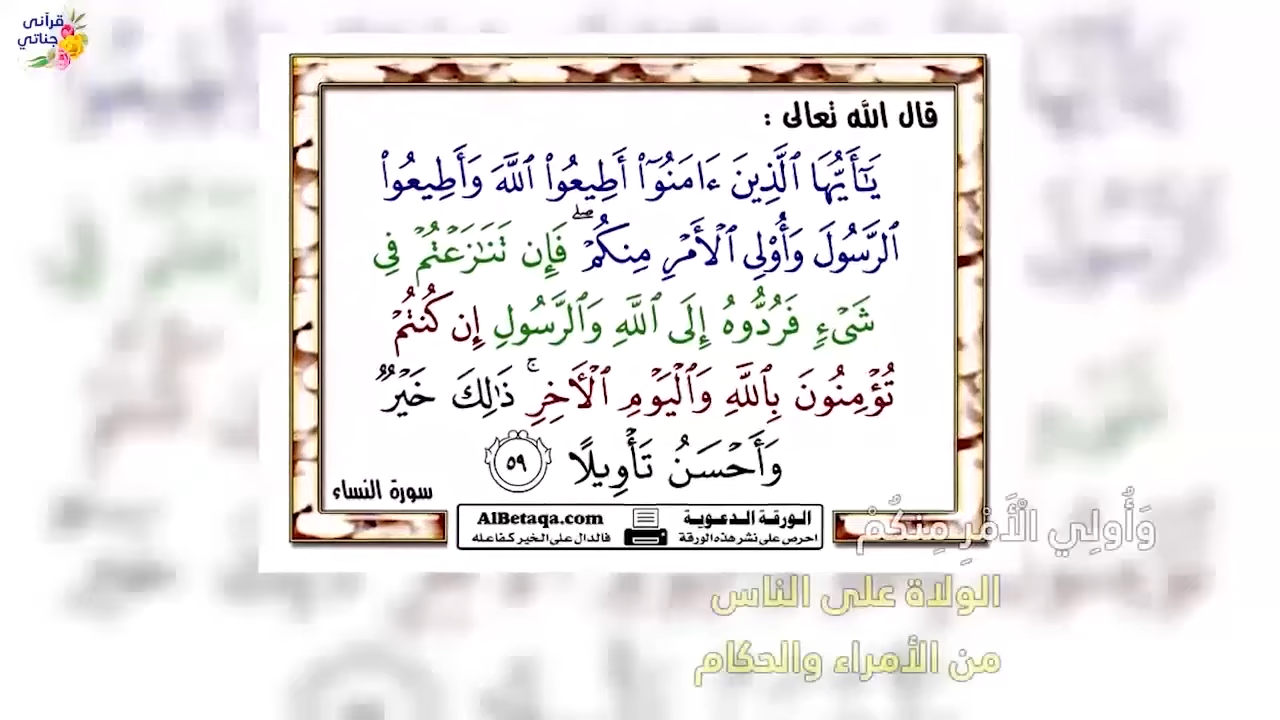 قرآنى
جناتي
قال الله تعالى :
يَـٰٓأَيُّهَا ٱلَّذِينَ ءَامَنُوٓا۟ أَطِيعُوا۟ ٱللَّهَ وَأَطِيعُوا۟
ٱلرَّسُولَ وَأُو۟لِى ٱلْأَمْرِ مِنكُمْ ۖ فَإِن تَنَـٰزَعْتُمْ فِى
شَىْءٍ فَرُدُّوهُ إِلَى ٱللَّهِ وَٱلرَّسُولِ إِن كُنتُمْ
تُؤْمِنُونَ بِٱللَّهِ وَٱلْيَوْمِ ٱلْـَٔاخِرِ ۚ ذَٰلِكَ خَيْرٌ
وَأَحْسَنُ تَأْوِيلًا ٥٩
سورة النساء
الورقة الدعوية AlBetaqa.com
احرص على نشر هذه الورقة فالدال على الخير كفاعله
وَأُولِي الْأَمْرِ مِنكُمْ
الولاة على الناس
من الأمراء والحكام